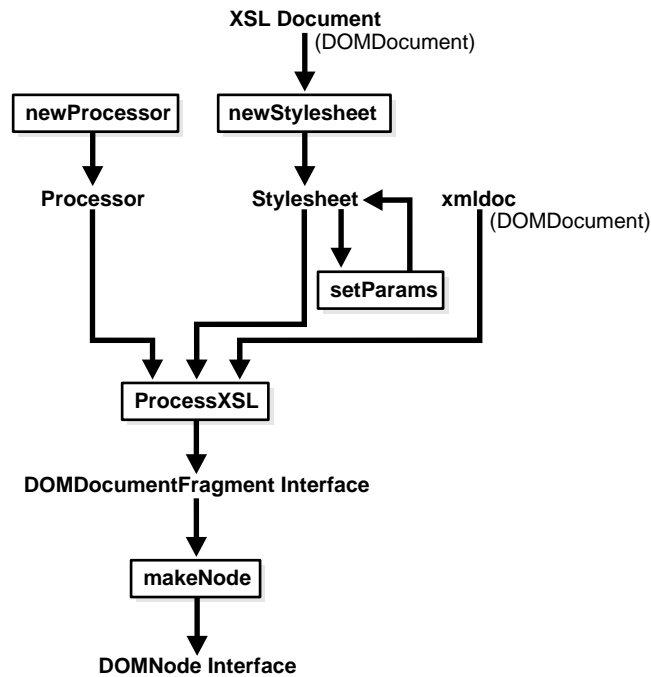 XSL Document
(DOMDocument)
newProcessor
newStylesheet
Processor
Stylesheet
xmldoc
(DOMDocument)
setParams
ProcessXSL
DOMDocumentFragment Interface
makeNode
DOMNode Interface